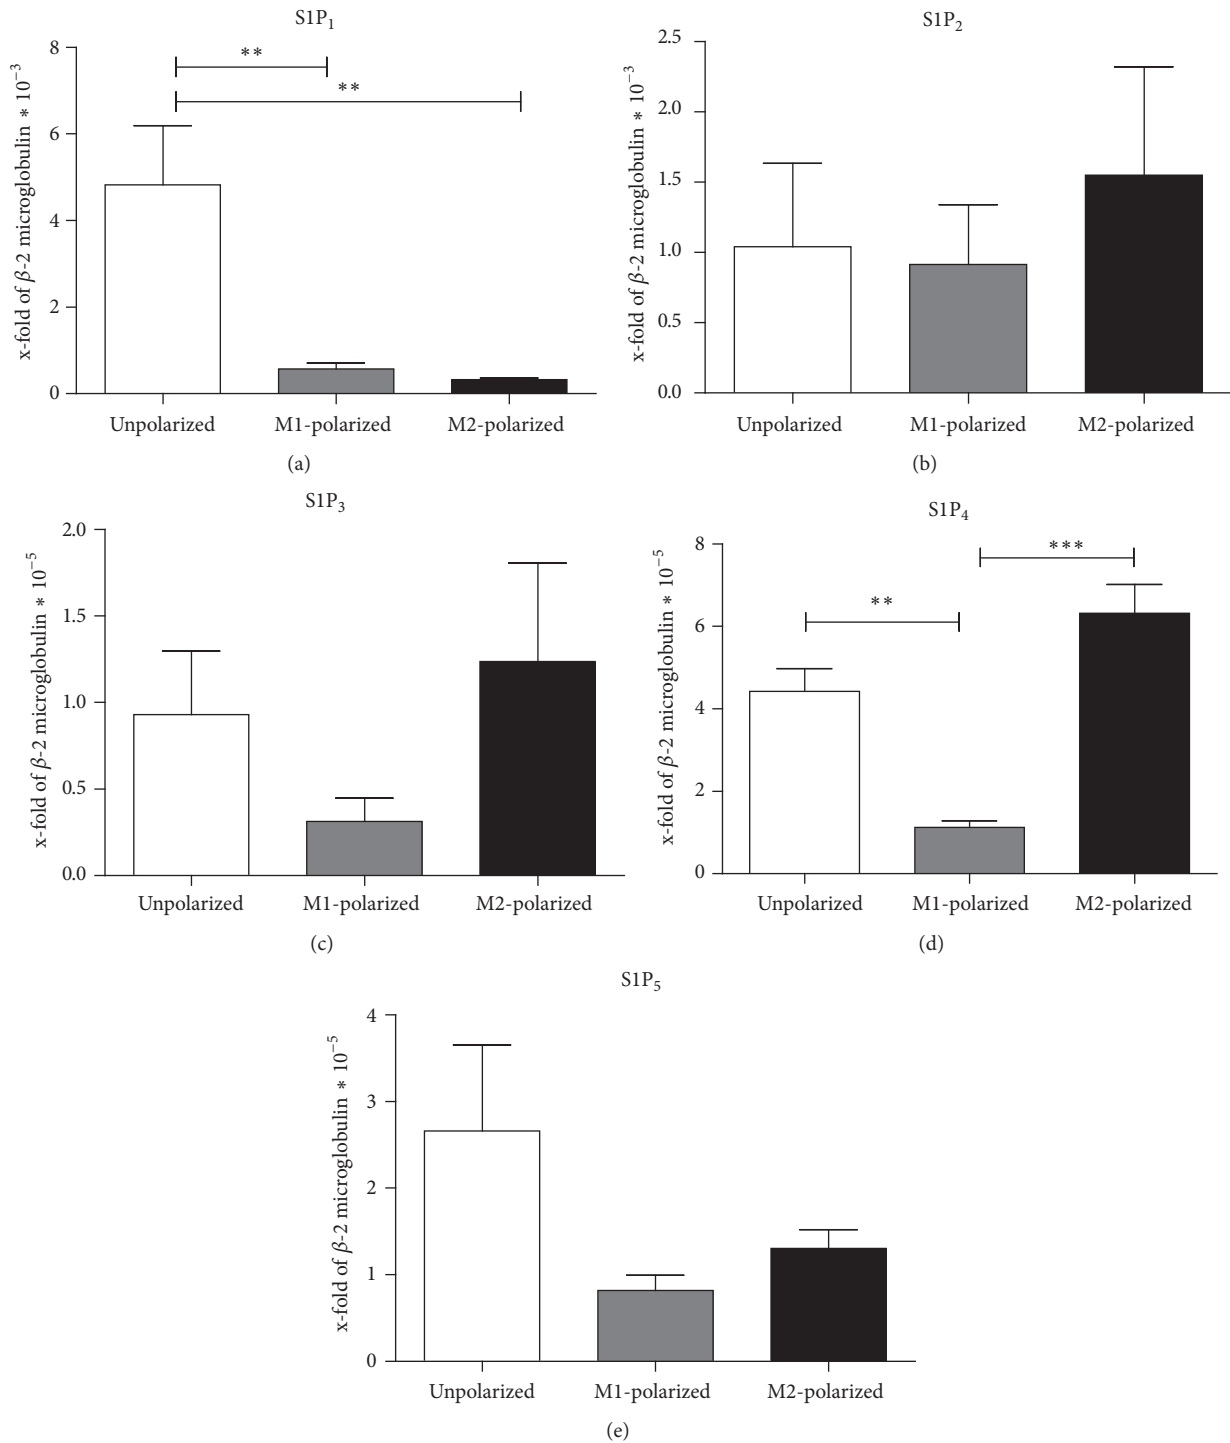 S1P₁
x-fold of β-2 microglobulin * 10⁻³
8
6
4
2
0
**
**
Unpolarized M1-polarized M2-polarized
(a)
S1P₂
x-fold of β-2 microglobulin * 10⁻³
2.5
2.0
1.5
1.0
0.5
0.0
Unpolarized M1-polarized M2-polarized
(b)
S1P₃
x-fold of β-2 microglobulin * 10⁻⁵
2.0
1.5
1.0
0.5
0.0
Unpolarized M1-polarized M2-polarized
(c)
S1P₄
x-fold of β-2 microglobulin * 10⁻⁵
8
6
4
2
0
***
**
Unpolarized M1-polarized M2-polarized
(d)
S1P₅
x-fold of β-2 microglobulin * 10⁻⁵
4
3
2
1
0
Unpolarized M1-polarized M2-polarized
(e)